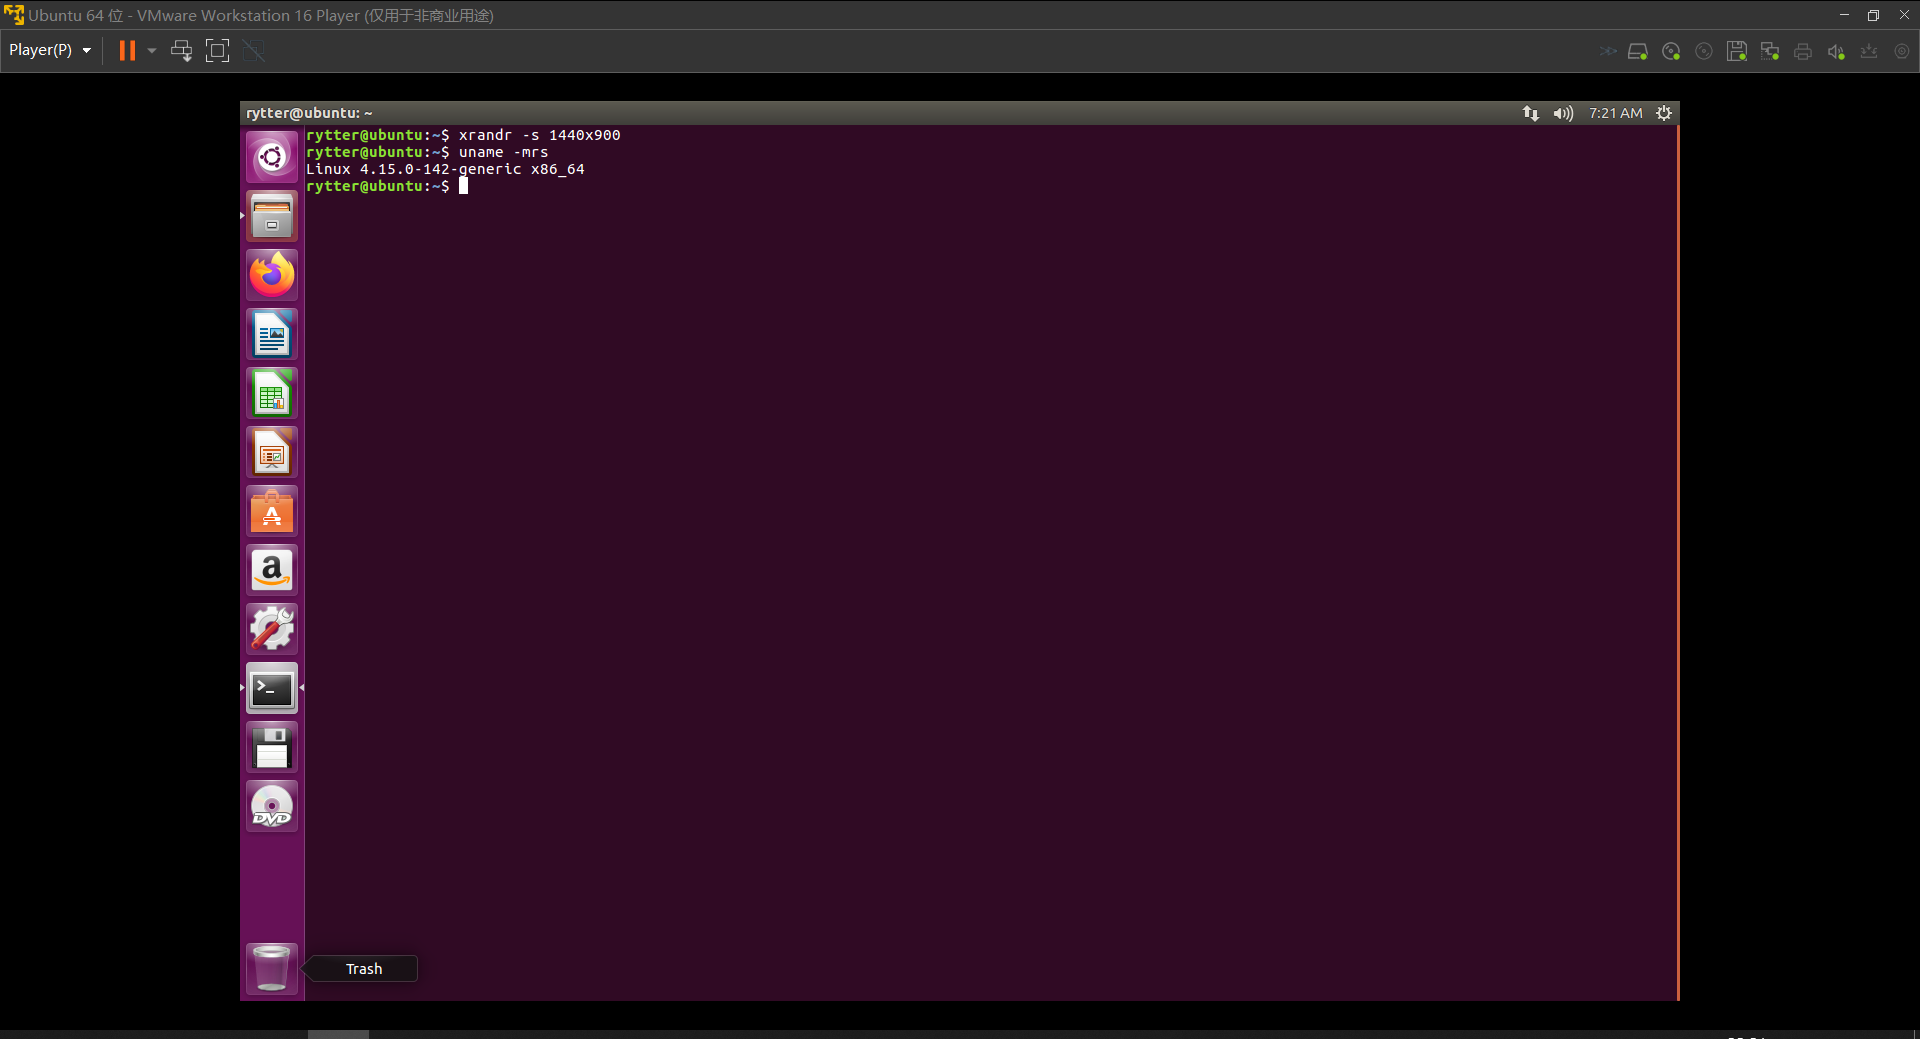 Ubuntu 64 位 - VMware Workstation 16 Player (仅用于非商业用途)
Player(P)
rytter@ubuntu: ~
7:21 AM
rytter@ubuntu:~$ xrandr -s 1440x900
rytter@ubuntu:~$ uname -mrs
Linux 4.15.0-142-generic x86_64
rytter@ubuntu:~$
a
DVD
Trash